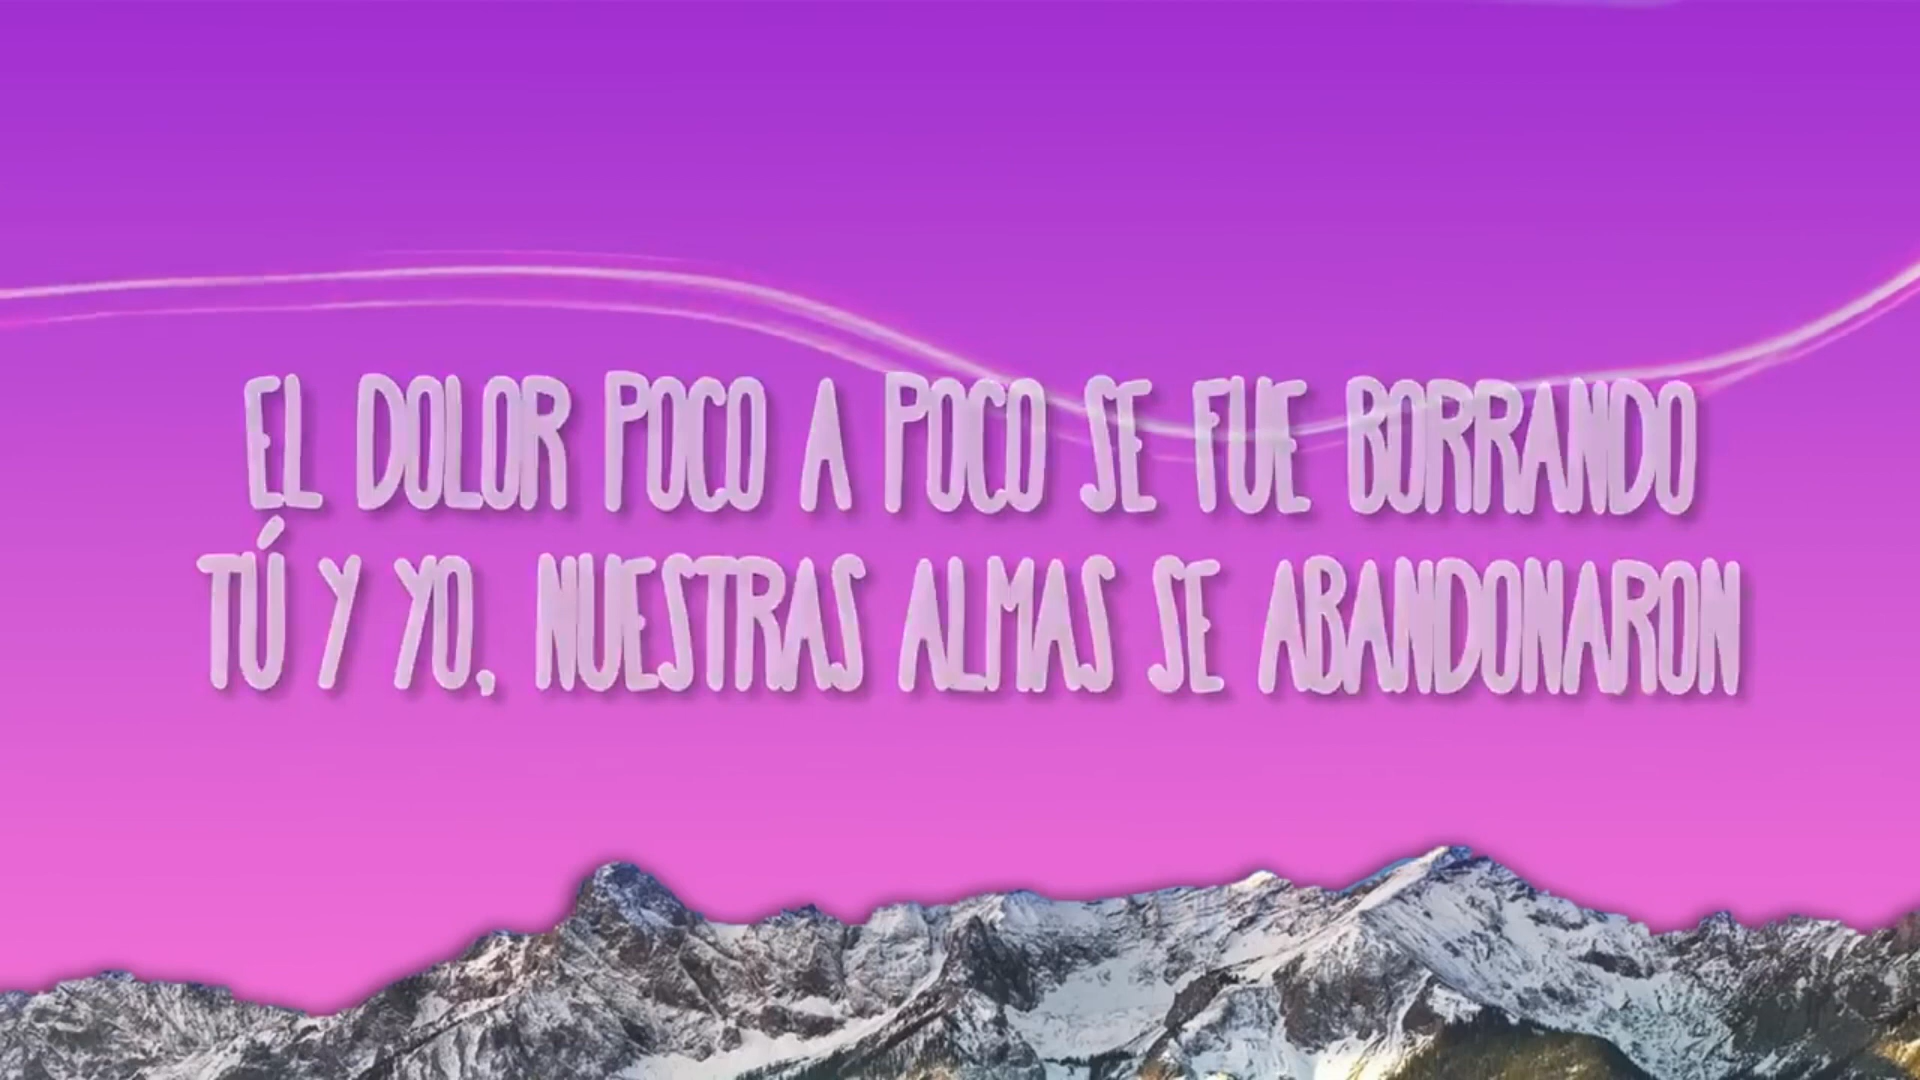 EL DOLOR POCO A POCO SE FUE BORRANDO
TÚ Y YO, NUESTRAS ALMAS SE ABANDONARON